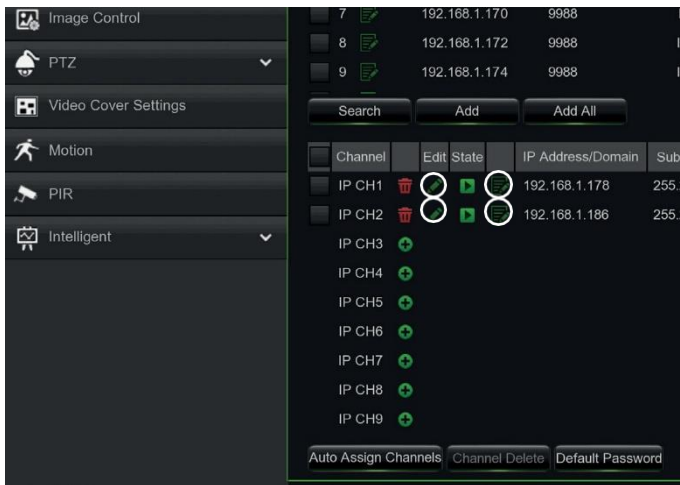 Image Control
PTZ
Video Cover Settings
Motion
PIR
Intelligent
7 192.168.1.170 9988
8 192.168.1.172 9988
9 192.168.1.174 9988
Search Add Add All
Channel Edit State IP Address/Domain Sub
IP CH1 192.168.1.178 255.
IP CH2 192.168.1.186 255.
IP CH3
IP CH4
IP CH5
IP CH6
IP CH7
IP CH8
IP CH9
Auto Assign Channels Channel Delete Default Password